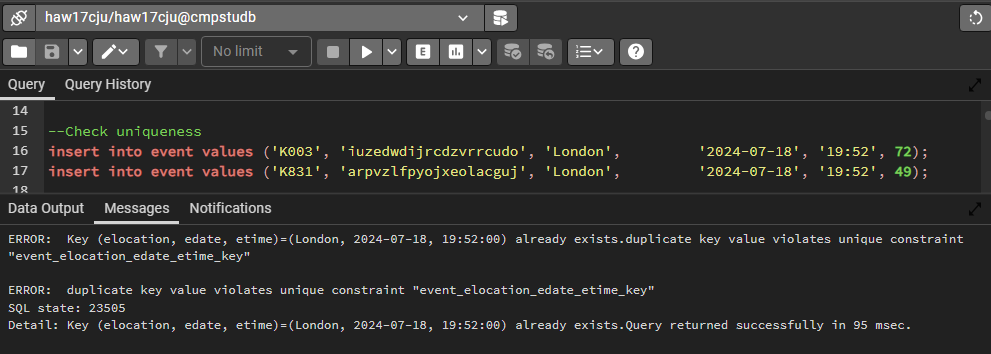 haw17cju/haw17cju@cmpstudb
No limit
E
Query Query History
14
15 --Check uniqueness
16 insert into event values ('K003', 'iuzedwdijrcdzvrrcudo', 'London', '2024-07-18', '19:52', 72);
17 insert into event values ('K831', 'arpvzlfpyojxeolacguj', 'London', '2024-07-18', '19:52', 49);
18
Data Output Messages Notifications
ERROR:  Key (elocation, edate, etime)=(London, 2024-07-18, 19:52:00) already exists.duplicate key value violates unique constraint
"event_elocation_edate_etime_key"
ERROR:  duplicate key value violates unique constraint "event_elocation_edate_etime_key"
SQL state: 23505
Detail: Key (elocation, edate, etime)=(London, 2024-07-18, 19:52:00) already exists.Query returned successfully in 95 msec.